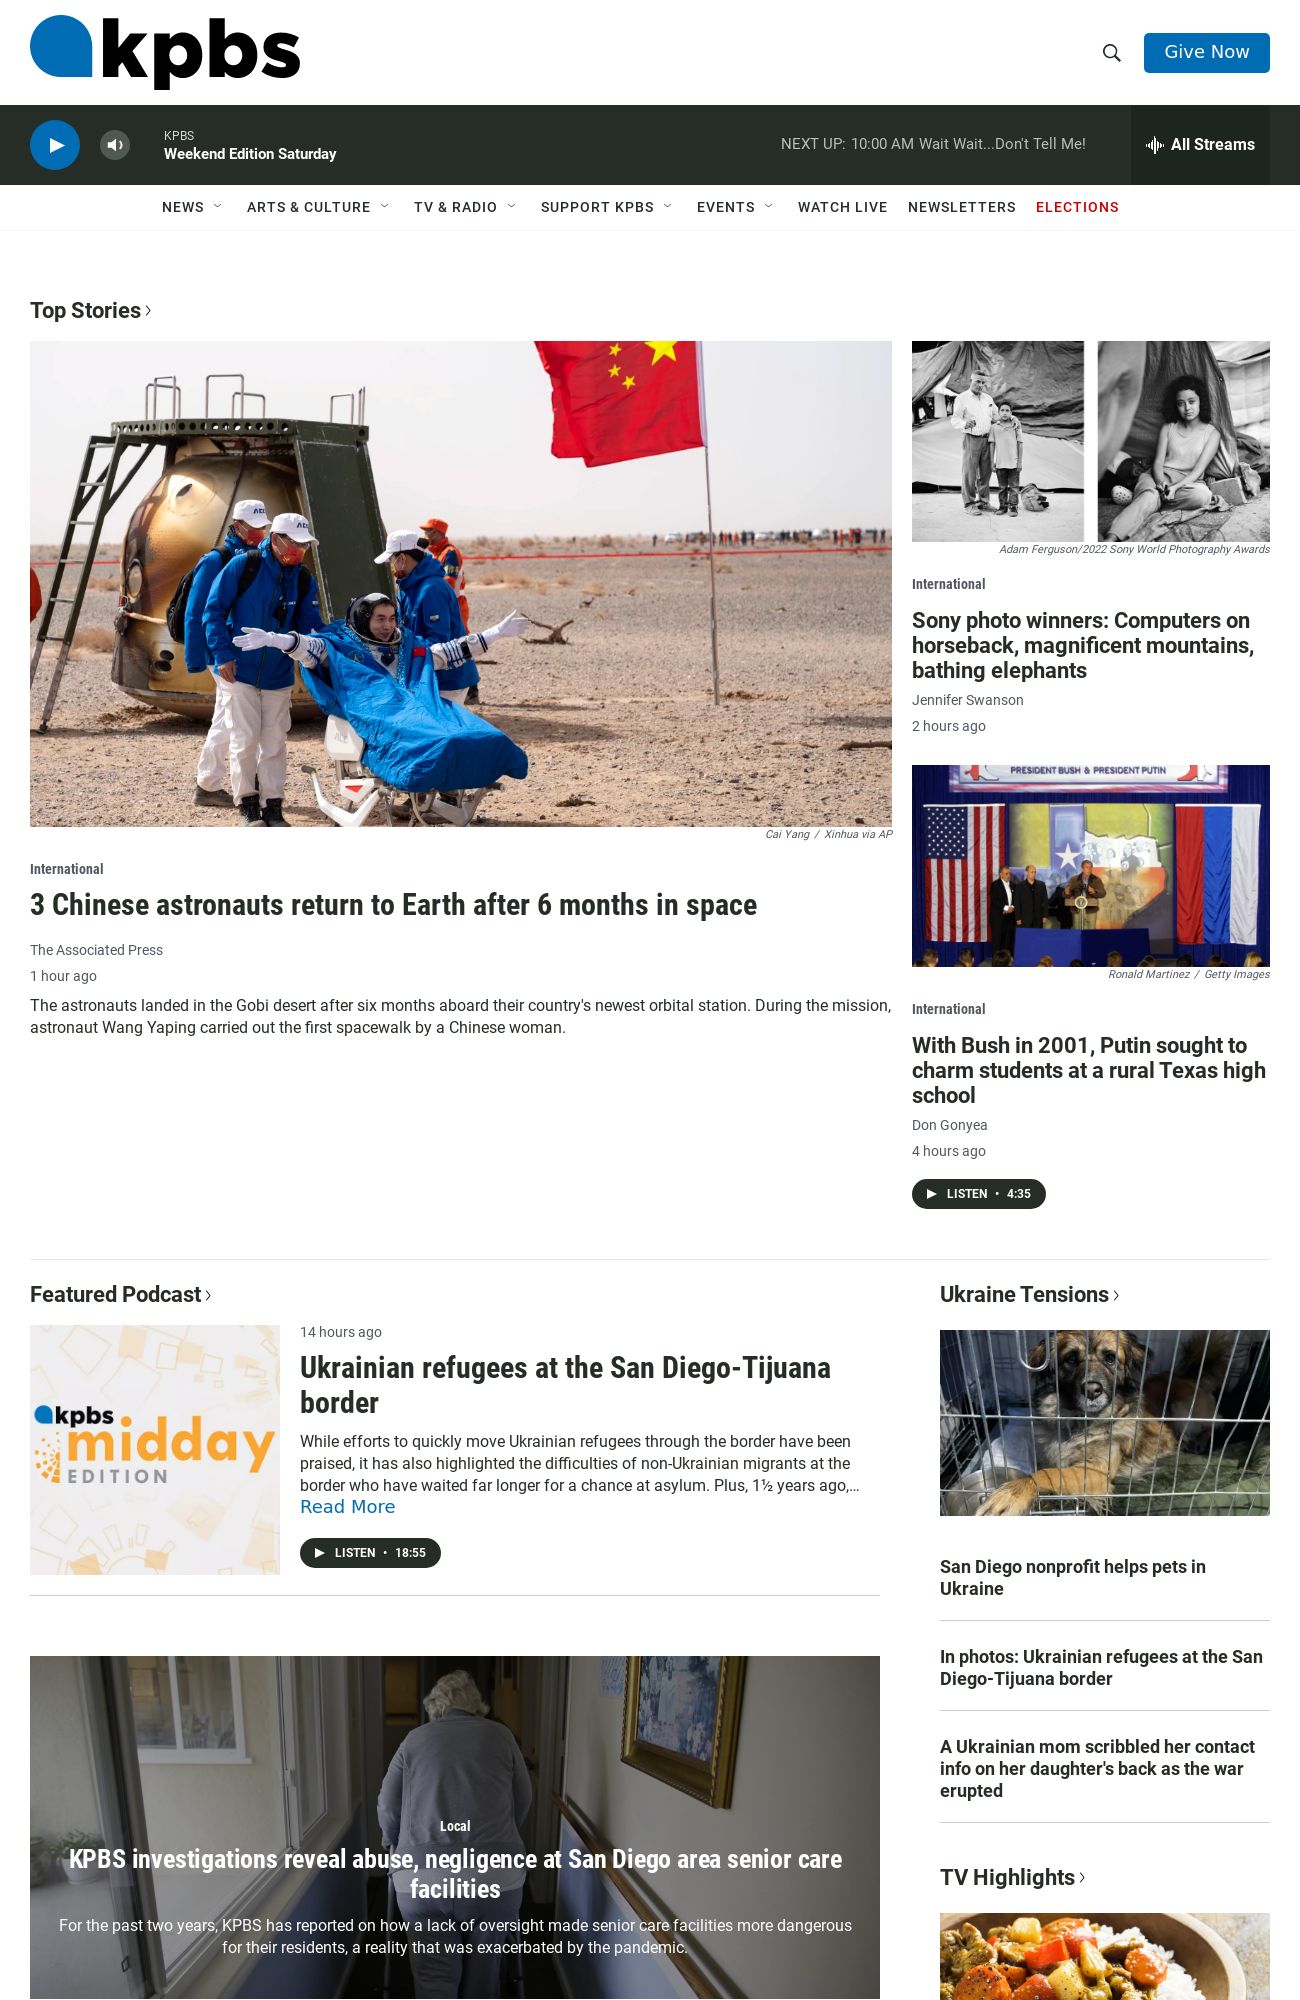 kpbs
Give Now
KPBS
Weekend Edition Saturday
NEXT UP: 10:00 AM Wait Wait...Don't Tell Me!
All Streams
NEWS
ARTS & CULTURE
TV & RADIO
SUPPORT KPBS
EVENTS
WATCH LIVE
NEWSLETTERS
ELECTIONS
Top Stories
Cai Yang / Xinhua via AP
International
3 Chinese astronauts return to Earth after 6 months in space
The Associated Press
1 hour ago
The astronauts landed in the Gobi desert after six months aboard their country's newest orbital station. During the mission,
astronaut Wang Yaping carried out the first spacewalk by a Chinese woman.
Adam Ferguson/2022 Sony World Photography Awards
International
Sony photo winners: Computers on
horseback, magnificent mountains,
bathing elephants
Jennifer Swanson
2 hours ago
PRESIDENT BUSH & PRESIDENT PUTIN
Ronald Martinez / Getty Images
International
With Bush in 2001, Putin sought to
charm students at a rural Texas high
school
Don Gonyea
4 hours ago
LISTEN • 4:35
Featured Podcast
kpbs
midday
EDITION
14 hours ago
Ukrainian refugees at the San Diego-Tijuana
border
While efforts to quickly move Ukrainian refugees through the border have been
praised, it has also highlighted the difficulties of non-Ukrainian migrants at the
border who have waited far longer for a chance at asylum. Plus, 1½ years ago,…
Read More
LISTEN • 18:55
Local
KPBS investigations reveal abuse, negligence at San Diego area senior care
facilities
For the past two years, KPBS has reported on how a lack of oversight made senior care facilities more dangerous
for their residents, a reality that was exacerbated by the pandemic.
Ukraine Tensions
San Diego nonprofit helps pets in
Ukraine
In photos: Ukrainian refugees at the San
Diego-Tijuana border
A Ukrainian mom scribbled her contact
info on her daughter's back as the war
erupted
TV Highlights